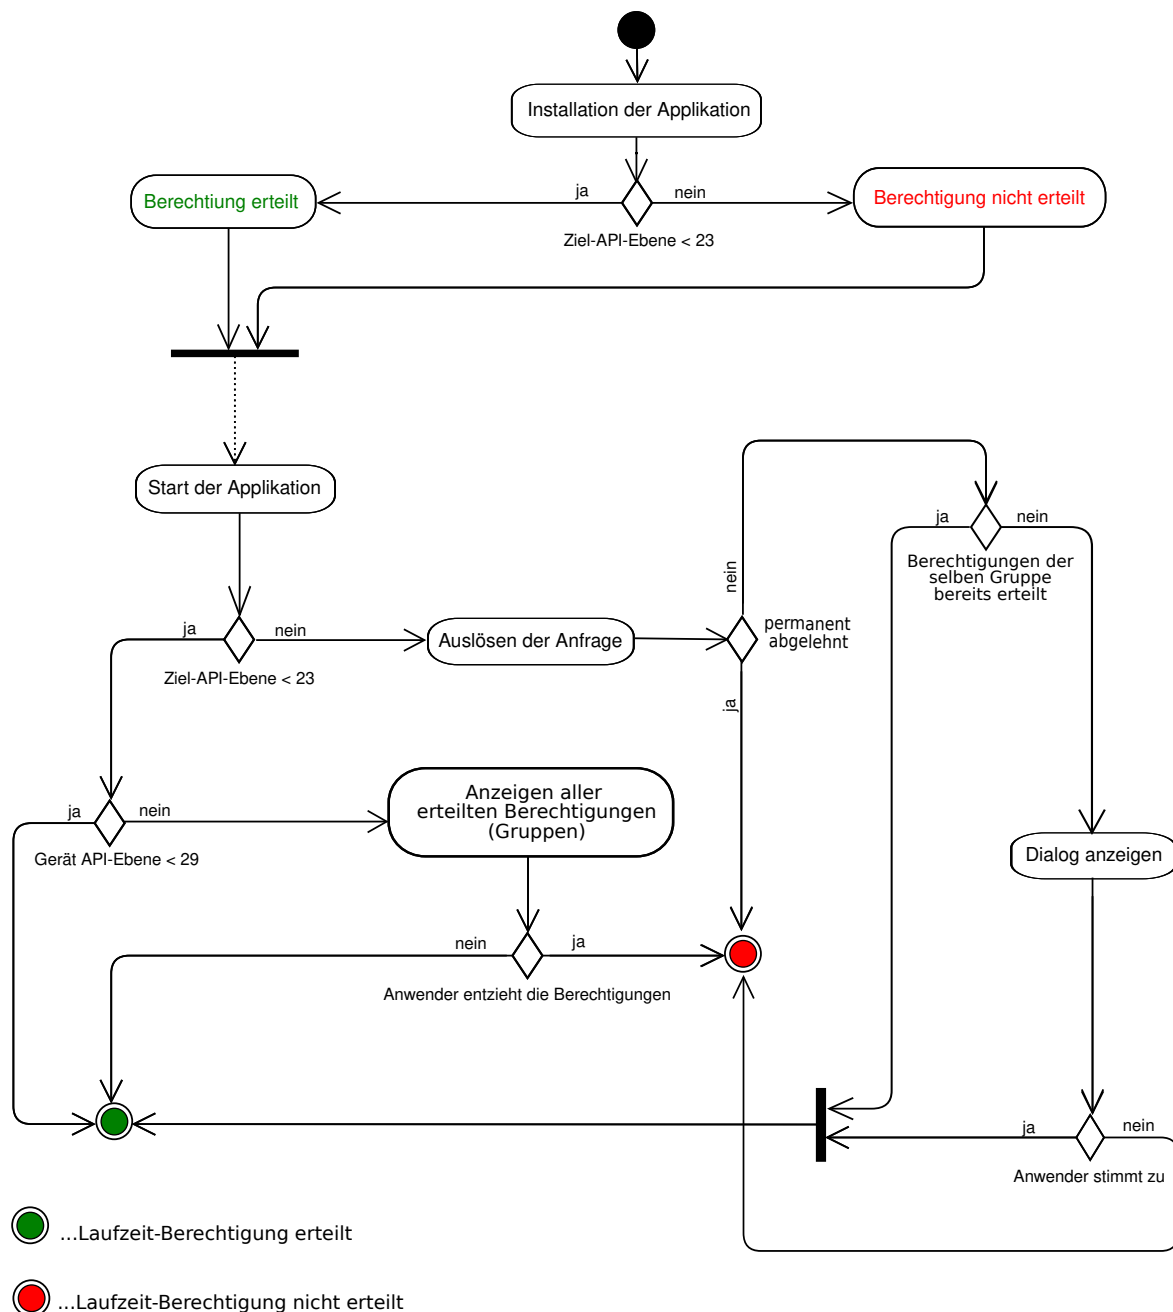 Installation der Applikation
ja
nein
Berechtiung erteilt
Berechtigung nicht erteilt
Ziel-API-Ebene < 23
Start der Applikation
ja
nein
Berechtigungen der
selben Gruppe
bereits erteilt
nein
permanent
abgelehnt
ja
nein
Auslösen der Anfrage
Ziel-API-Ebene < 23
ja
ja
nein
Anzeigen aller
erteilten Berechtigungen
(Gruppen)
Gerät API-Ebene < 29
Dialog anzeigen
nein
ja
Anwender entzieht die Berechtigungen
ja
nein
Anwender stimmt zu
...Laufzeit-Berechtigung erteilt
...Laufzeit-Berechtigung nicht erteilt